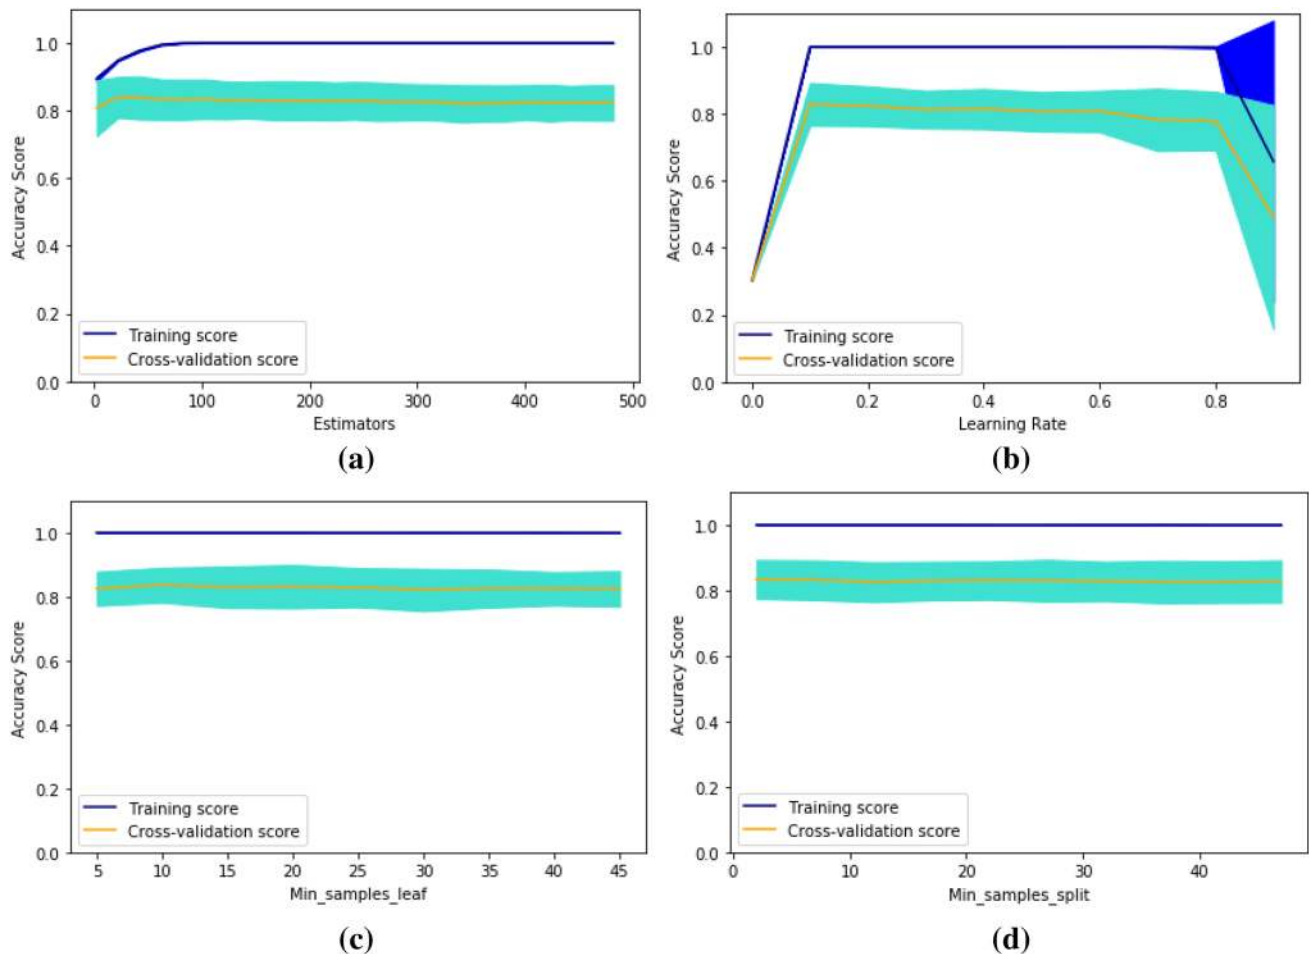 1.0
0.8
0.6
0.4
0.2
0.0
Accuracy Score
Training score
Cross-validation score
0 100 200 300 400 500
Estimators
(a)
1.0
0.8
0.6
0.4
0.2
0.0
Accuracy Score
Training score
Cross-validation score
0.0 0.2 0.4 0.6 0.8
Learning Rate
(b)
1.0
0.8
0.6
0.4
0.2
0.0
Accuracy Score
Training score
Cross-validation score
5 10 15 20 25 30 35 40 45
Min_samples_leaf
(c)
1.0
0.8
0.6
0.4
0.2
0.0
Accuracy Score
Training score
Cross-validation score
0 10 20 30 40
Min_samples_split
(d)